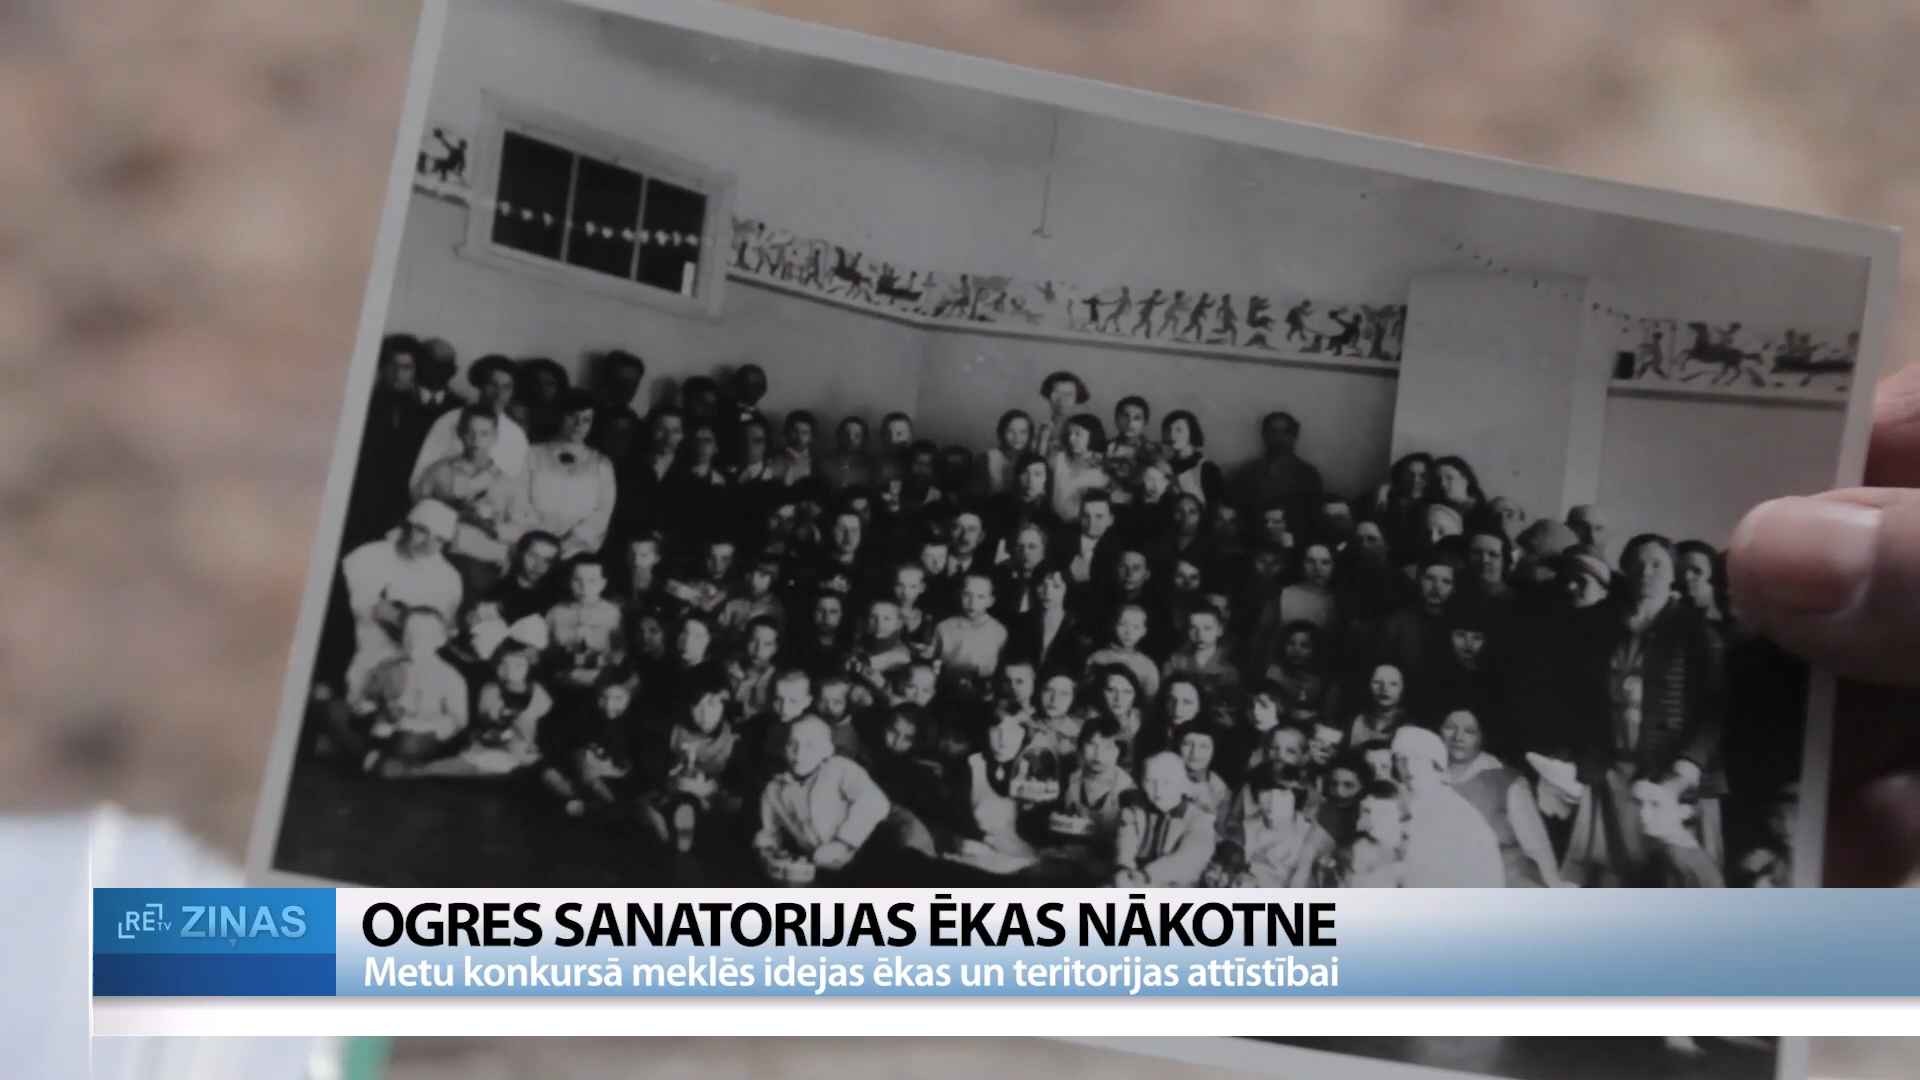 RE TV ZIŅAS
OGRES SANATORIJAS ĒKAS NĀKOTNE
Metu konkursā meklēs idejas ēkas un teritorijas attīstībai